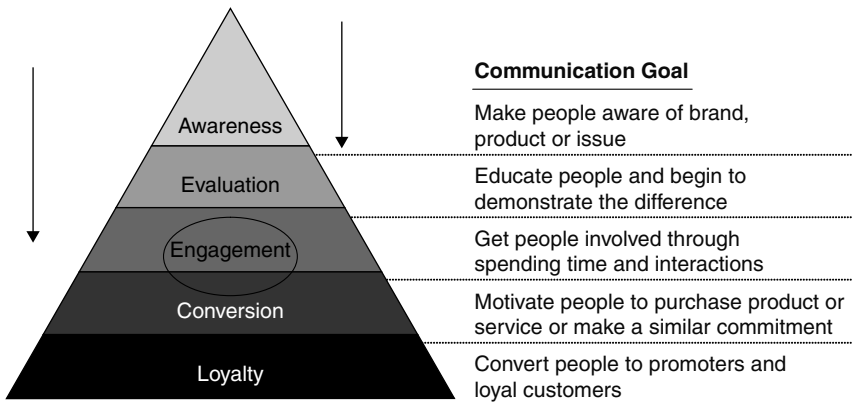 Communication Goal
Awareness
Make people aware of brand,
product or issue
Evaluation
Educate people and begin to
demonstrate the difference
Engagement
Get people involved through
spending time and interactions
Conversion
Motivate people to purchase product or
service or make a similar commitment
Loyalty
Convert people to promoters and
loyal customers